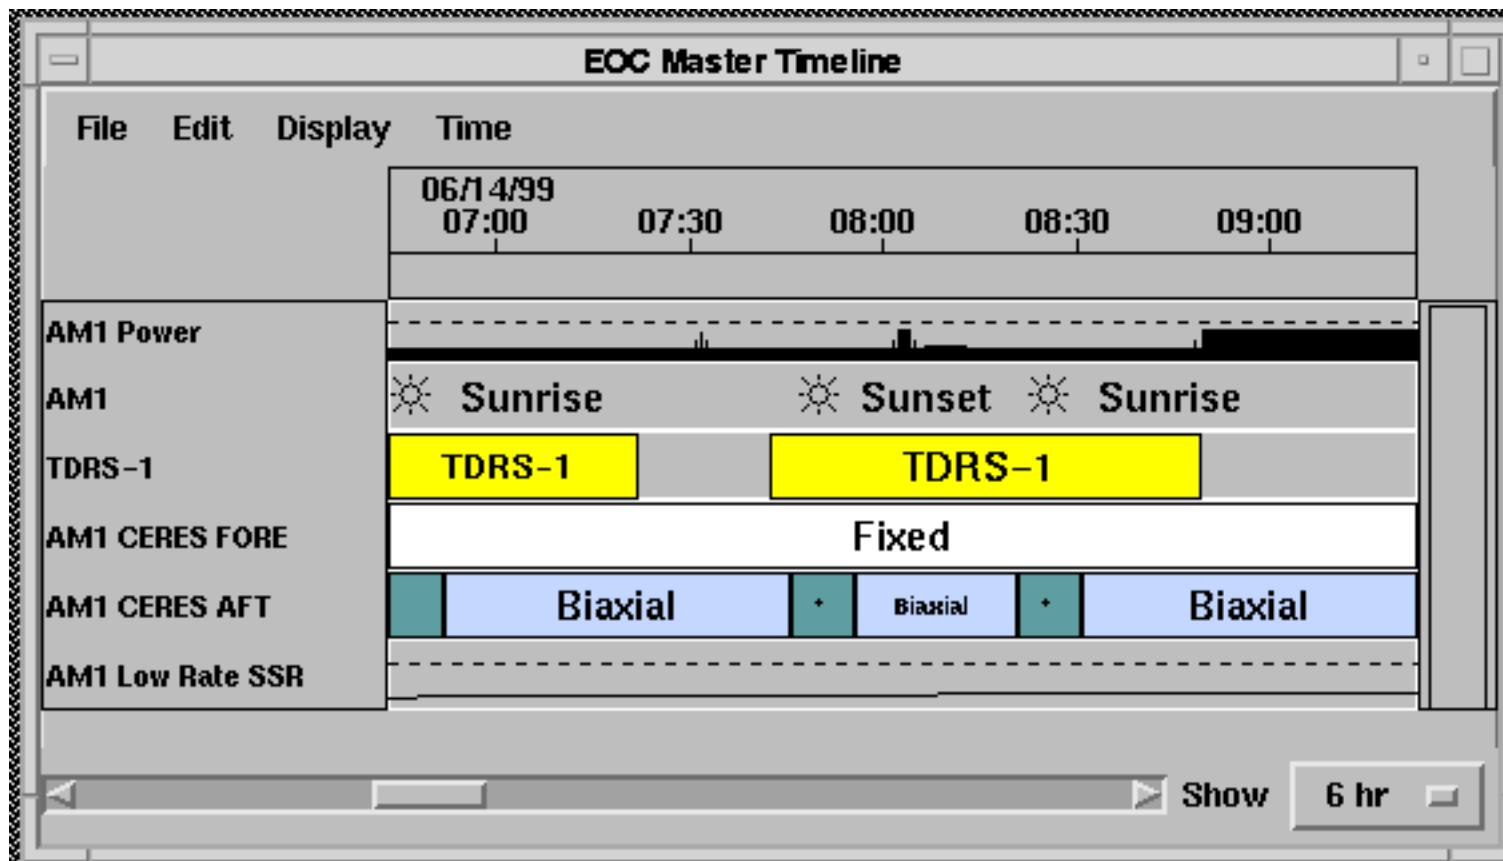 EOC Master Timeline
File Edit Display Time
06/14/99
07:00 07:30 08:00 08:30 09:00
AM1 Power
AM1 Sunrise Sunset Sunrise
TDRS-1 TDRS-1 TDRS-1
AM1 CERES FORE Fixed
AM1 CERES AFT Biaxial Biaxial Biaxial
AM1 Low Rate SSR
Show 6 hr